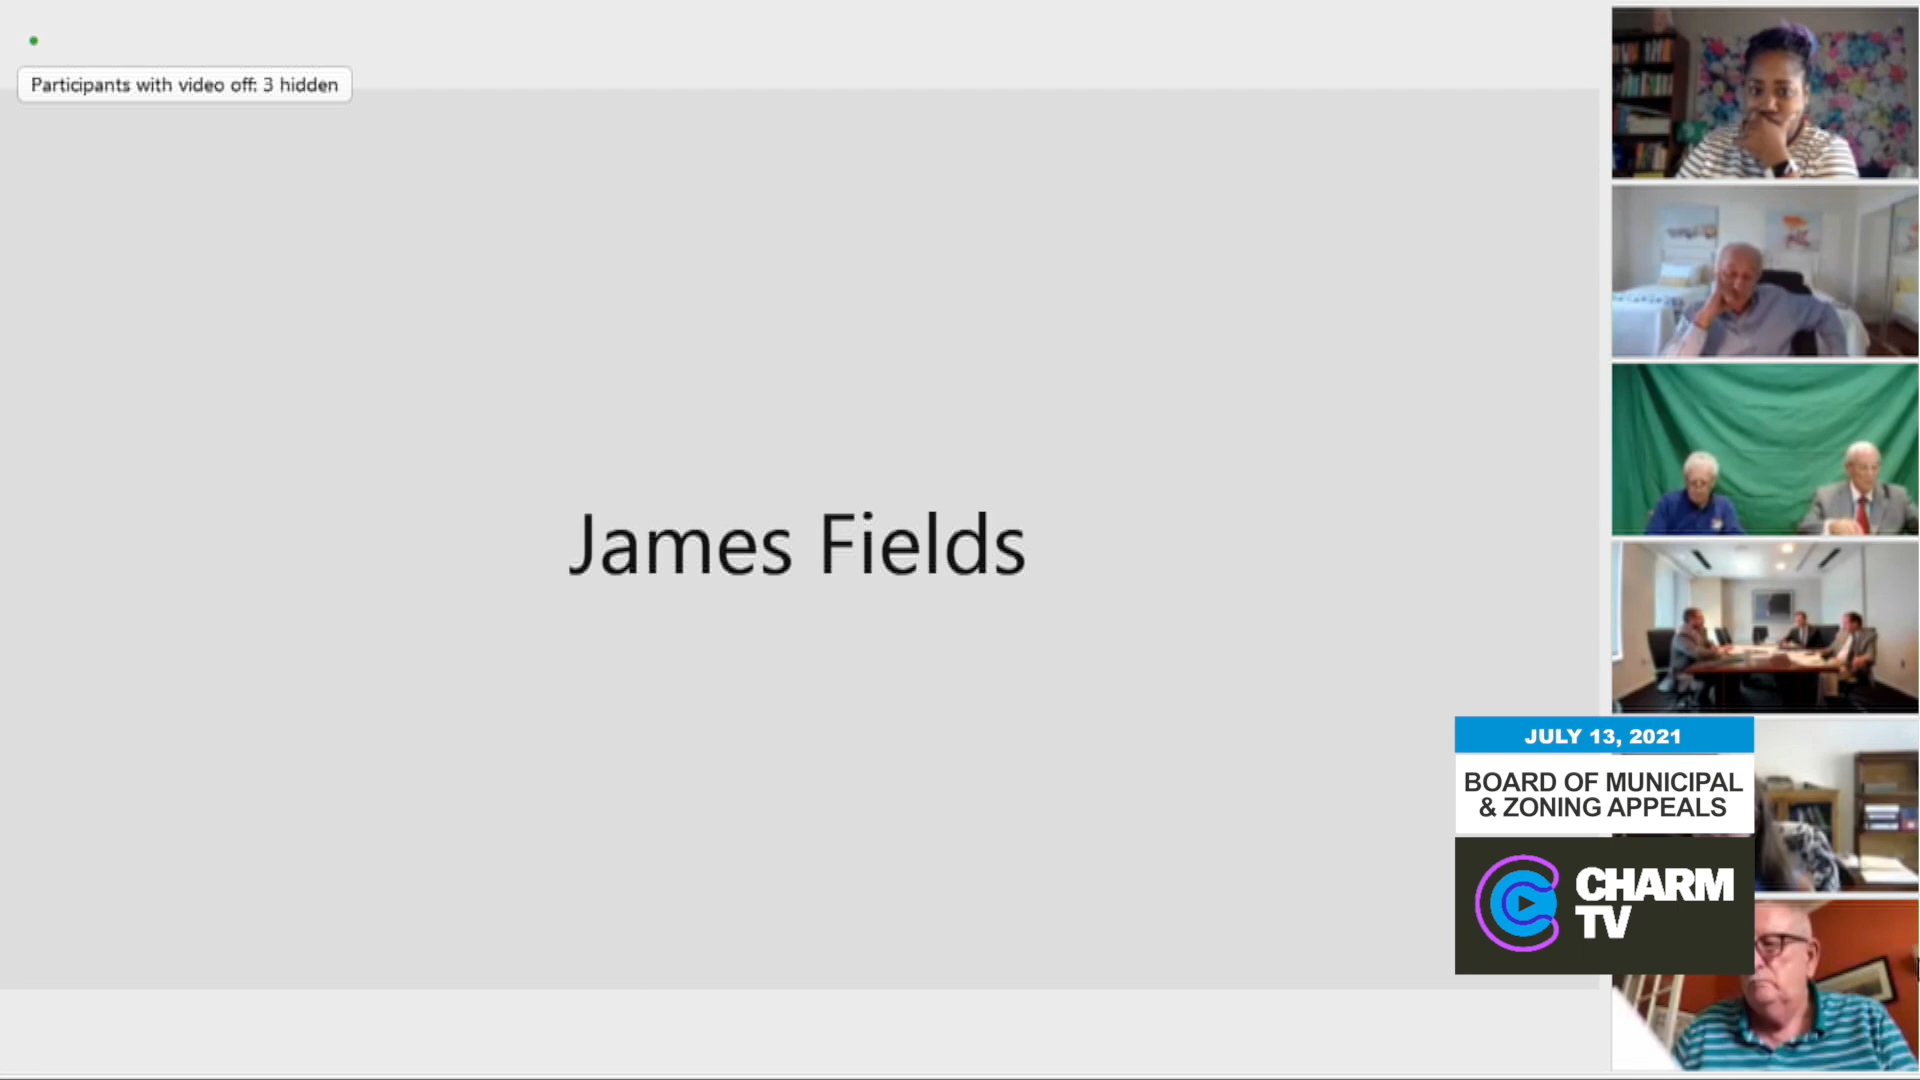 Participants with video off: 3 hidden
James Fields
JULY 13, 2021
BOARD OF MUNICIPAL
& ZONING APPEALS
CHARM
TV